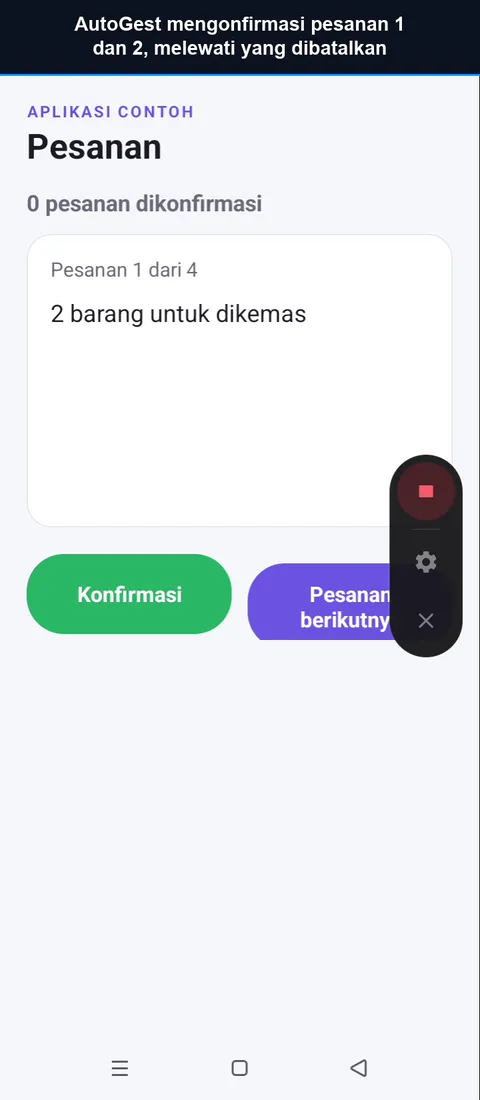 AutoGest mengonfirmasi pesanan 1
dan 2, melewati yang dibatalkan
APLIKASI CONTOH
Pesanan
0 pesanan dikonfirmasi
Pesanan 1 dari 4
2 barang untuk dikemas
Konfirmasi
Pesanan
berikutny